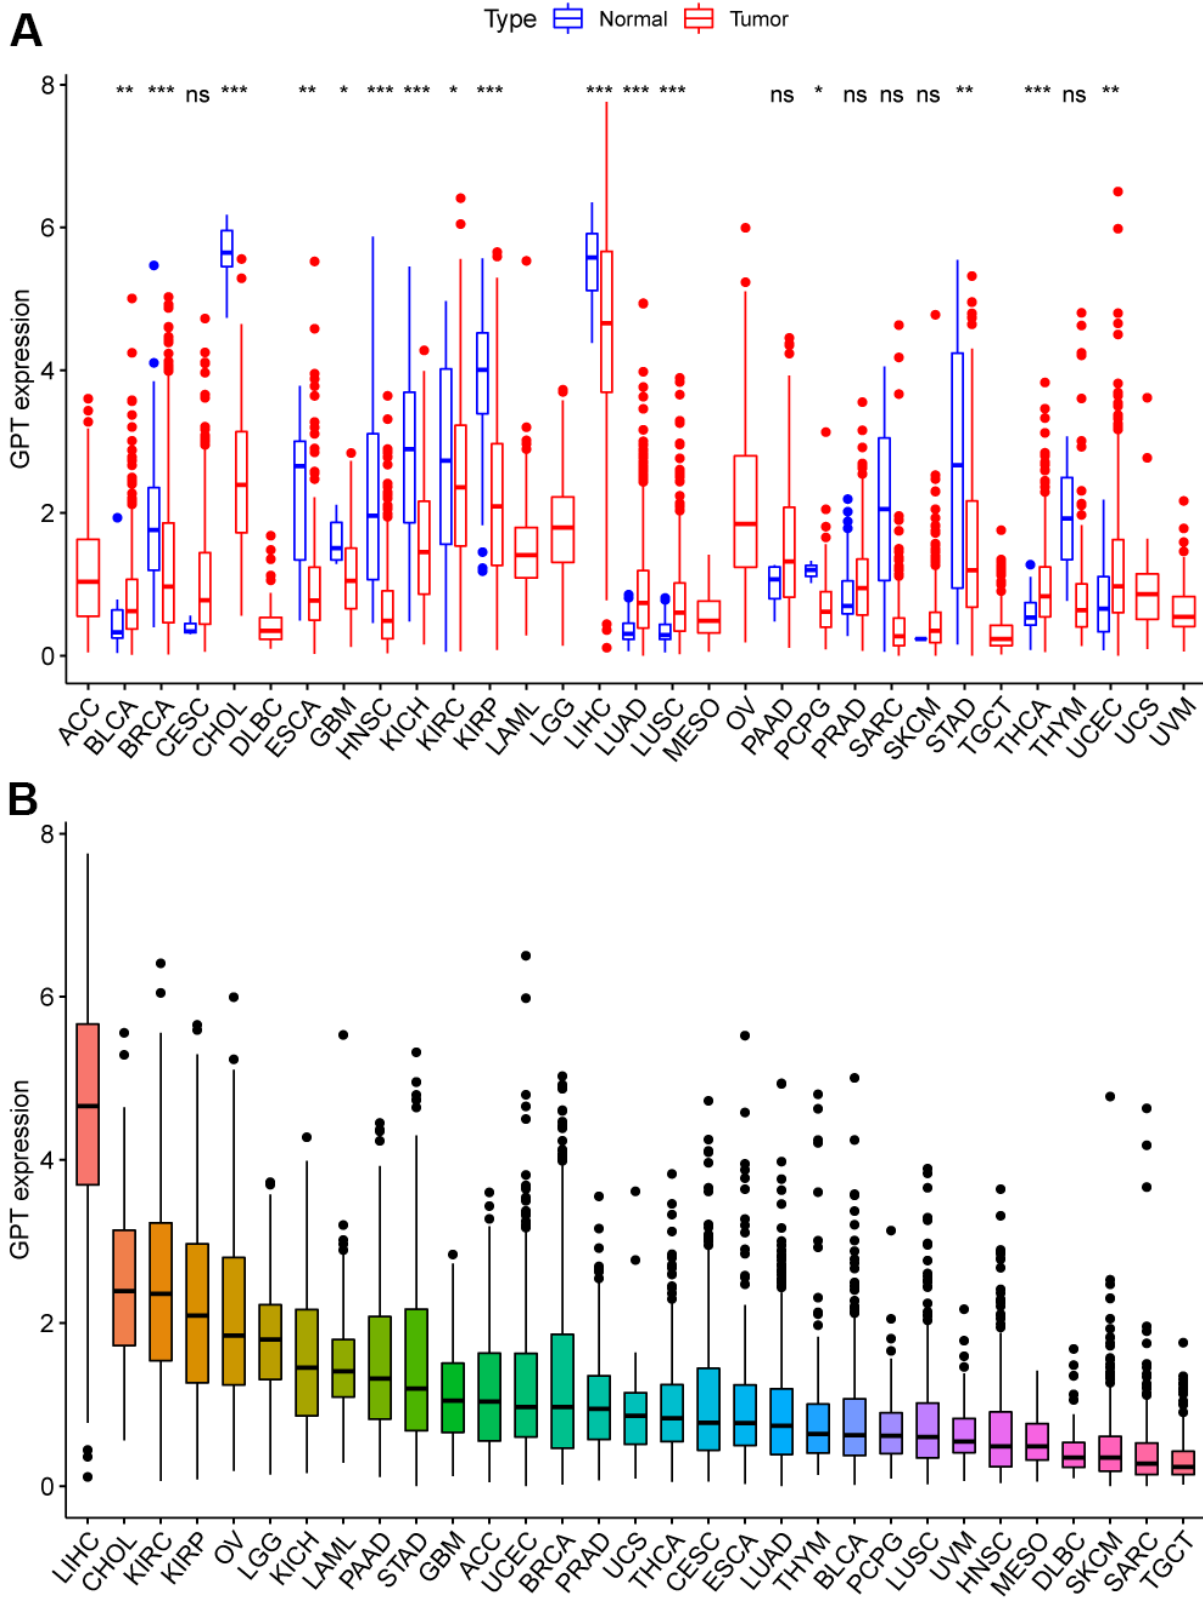 Type Normal Tumor
A
8
** *** ns *** ** * *** *** * *** *** *** *** ns * ns ns ns ** *** ns **
6
4
2
0
GPT expression
ACC BLCA BRCA CESC CHOL DLBC ESCA GBM HNSC KICH KIRC KIRP LAML LGG LIHC LUAD LUSC MESO OV PAAD PCPG PRAD SARC SKCM STAD TGCT THCA THYM UCEC UCS UVM
B
8
6
4
2
0
GPT expression
LIHC CHOL KIRC KIRP OV LGG KICH LAML PAAD STAD GBM ACC UCEC BRCA PRAD UCS THCA CESC ESCA LUAD THYM BLCA PCPG LUSC UVM HNSC MESO DLBC SKCM SARC TGCT